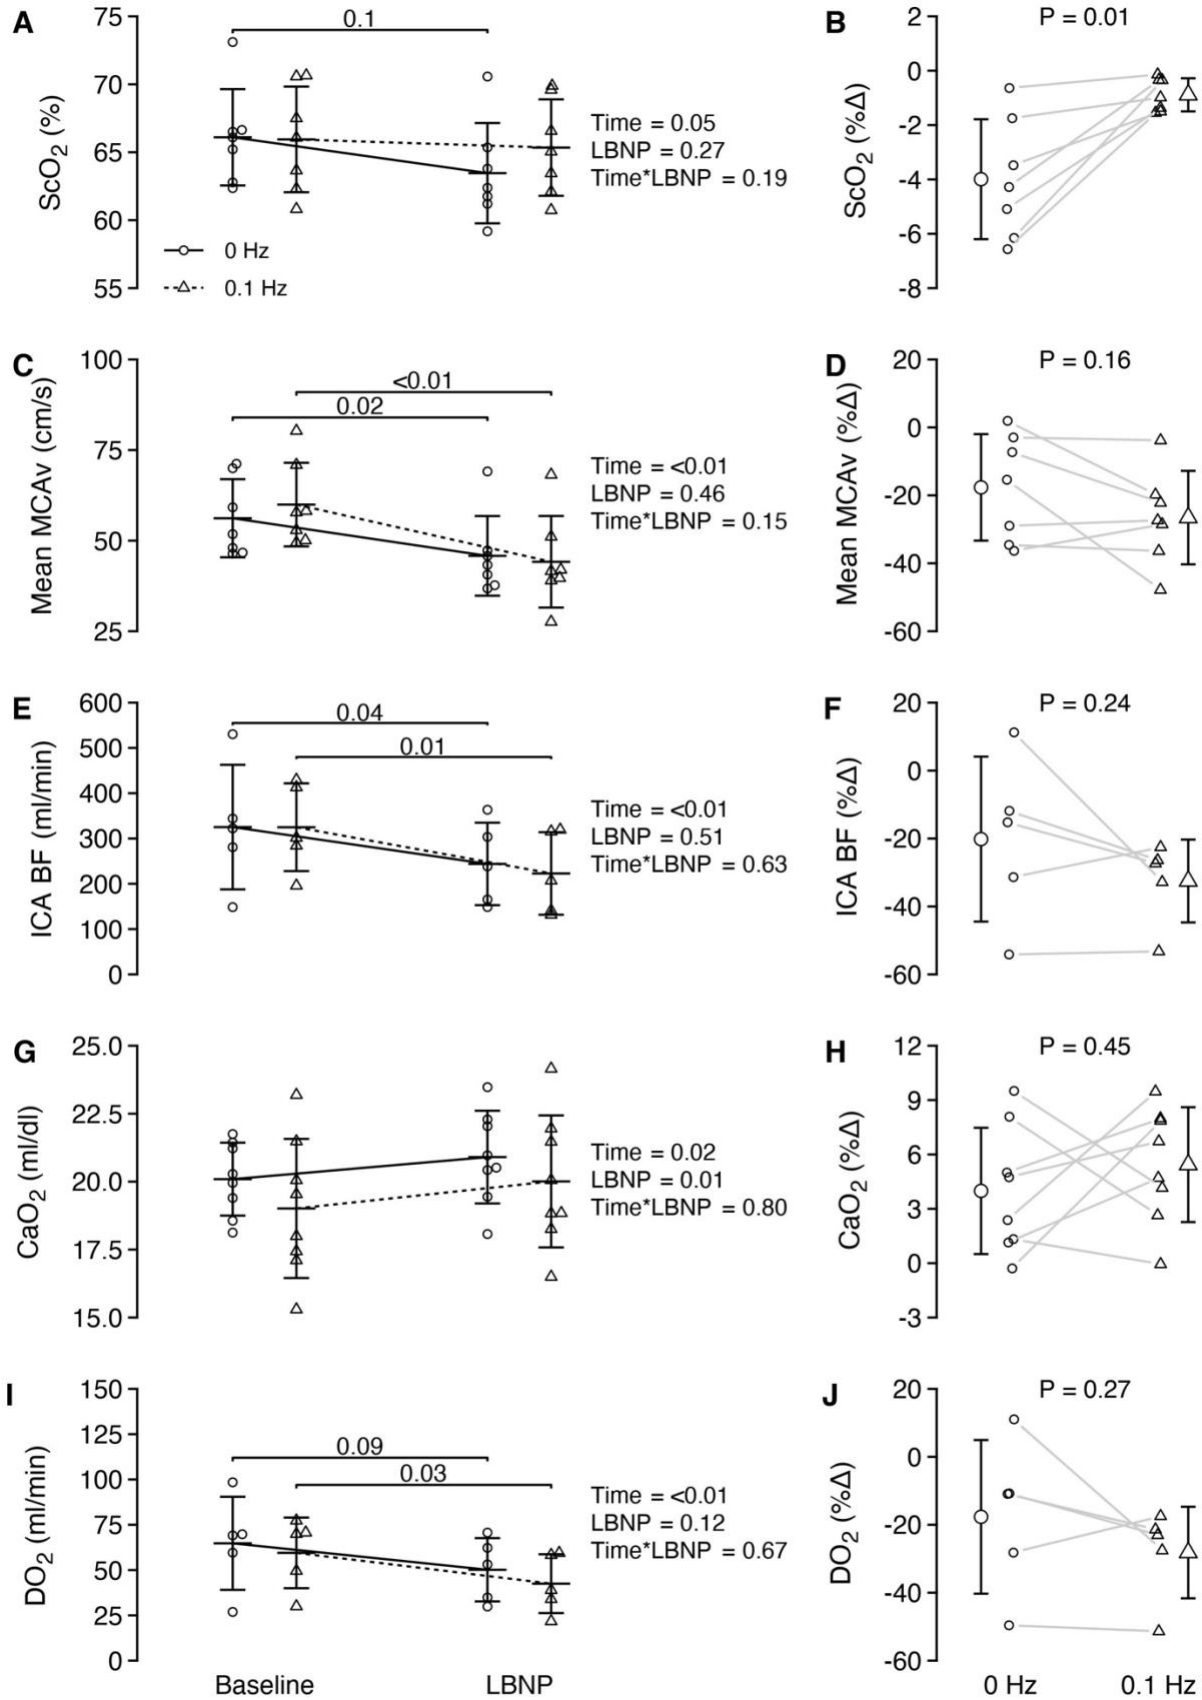 A
75
70
65
60
55
ScO2 (%)
0.1
Time = 0.05
LBNP = 0.27
Time*LBNP = 0.19
0 Hz
0.1 Hz
B
2
0
-2
-4
-6
-8
ScO2 (%Δ)
P = 0.01
C
100
75
50
25
Mean MCAv (cm/s)
<0.01
0.02
Time = <0.01
LBNP = 0.46
Time*LBNP = 0.15
D
20
0
-20
-40
-60
Mean MCAv (%Δ)
P = 0.16
E
600
500
400
300
200
100
0
ICA BF (ml/min)
0.04
0.01
Time = <0.01
LBNP = 0.51
Time*LBNP = 0.63
F
20
0
-20
-40
-60
ICA BF (%Δ)
P = 0.24
G
25.0
22.5
20.0
17.5
15.0
CaO2 (ml/dl)
Time = 0.02
LBNP = 0.01
Time*LBNP = 0.80
H
12
9
6
3
0
-3
CaO2 (%Δ)
P = 0.45
I
150
125
100
75
50
25
0
DO2 (ml/min)
0.09
0.03
Time = <0.01
LBNP = 0.12
Time*LBNP = 0.67
Baseline
LBNP
J
20
0
-20
-40
-60
DO2 (%Δ)
P = 0.27
0 Hz
0.1 Hz